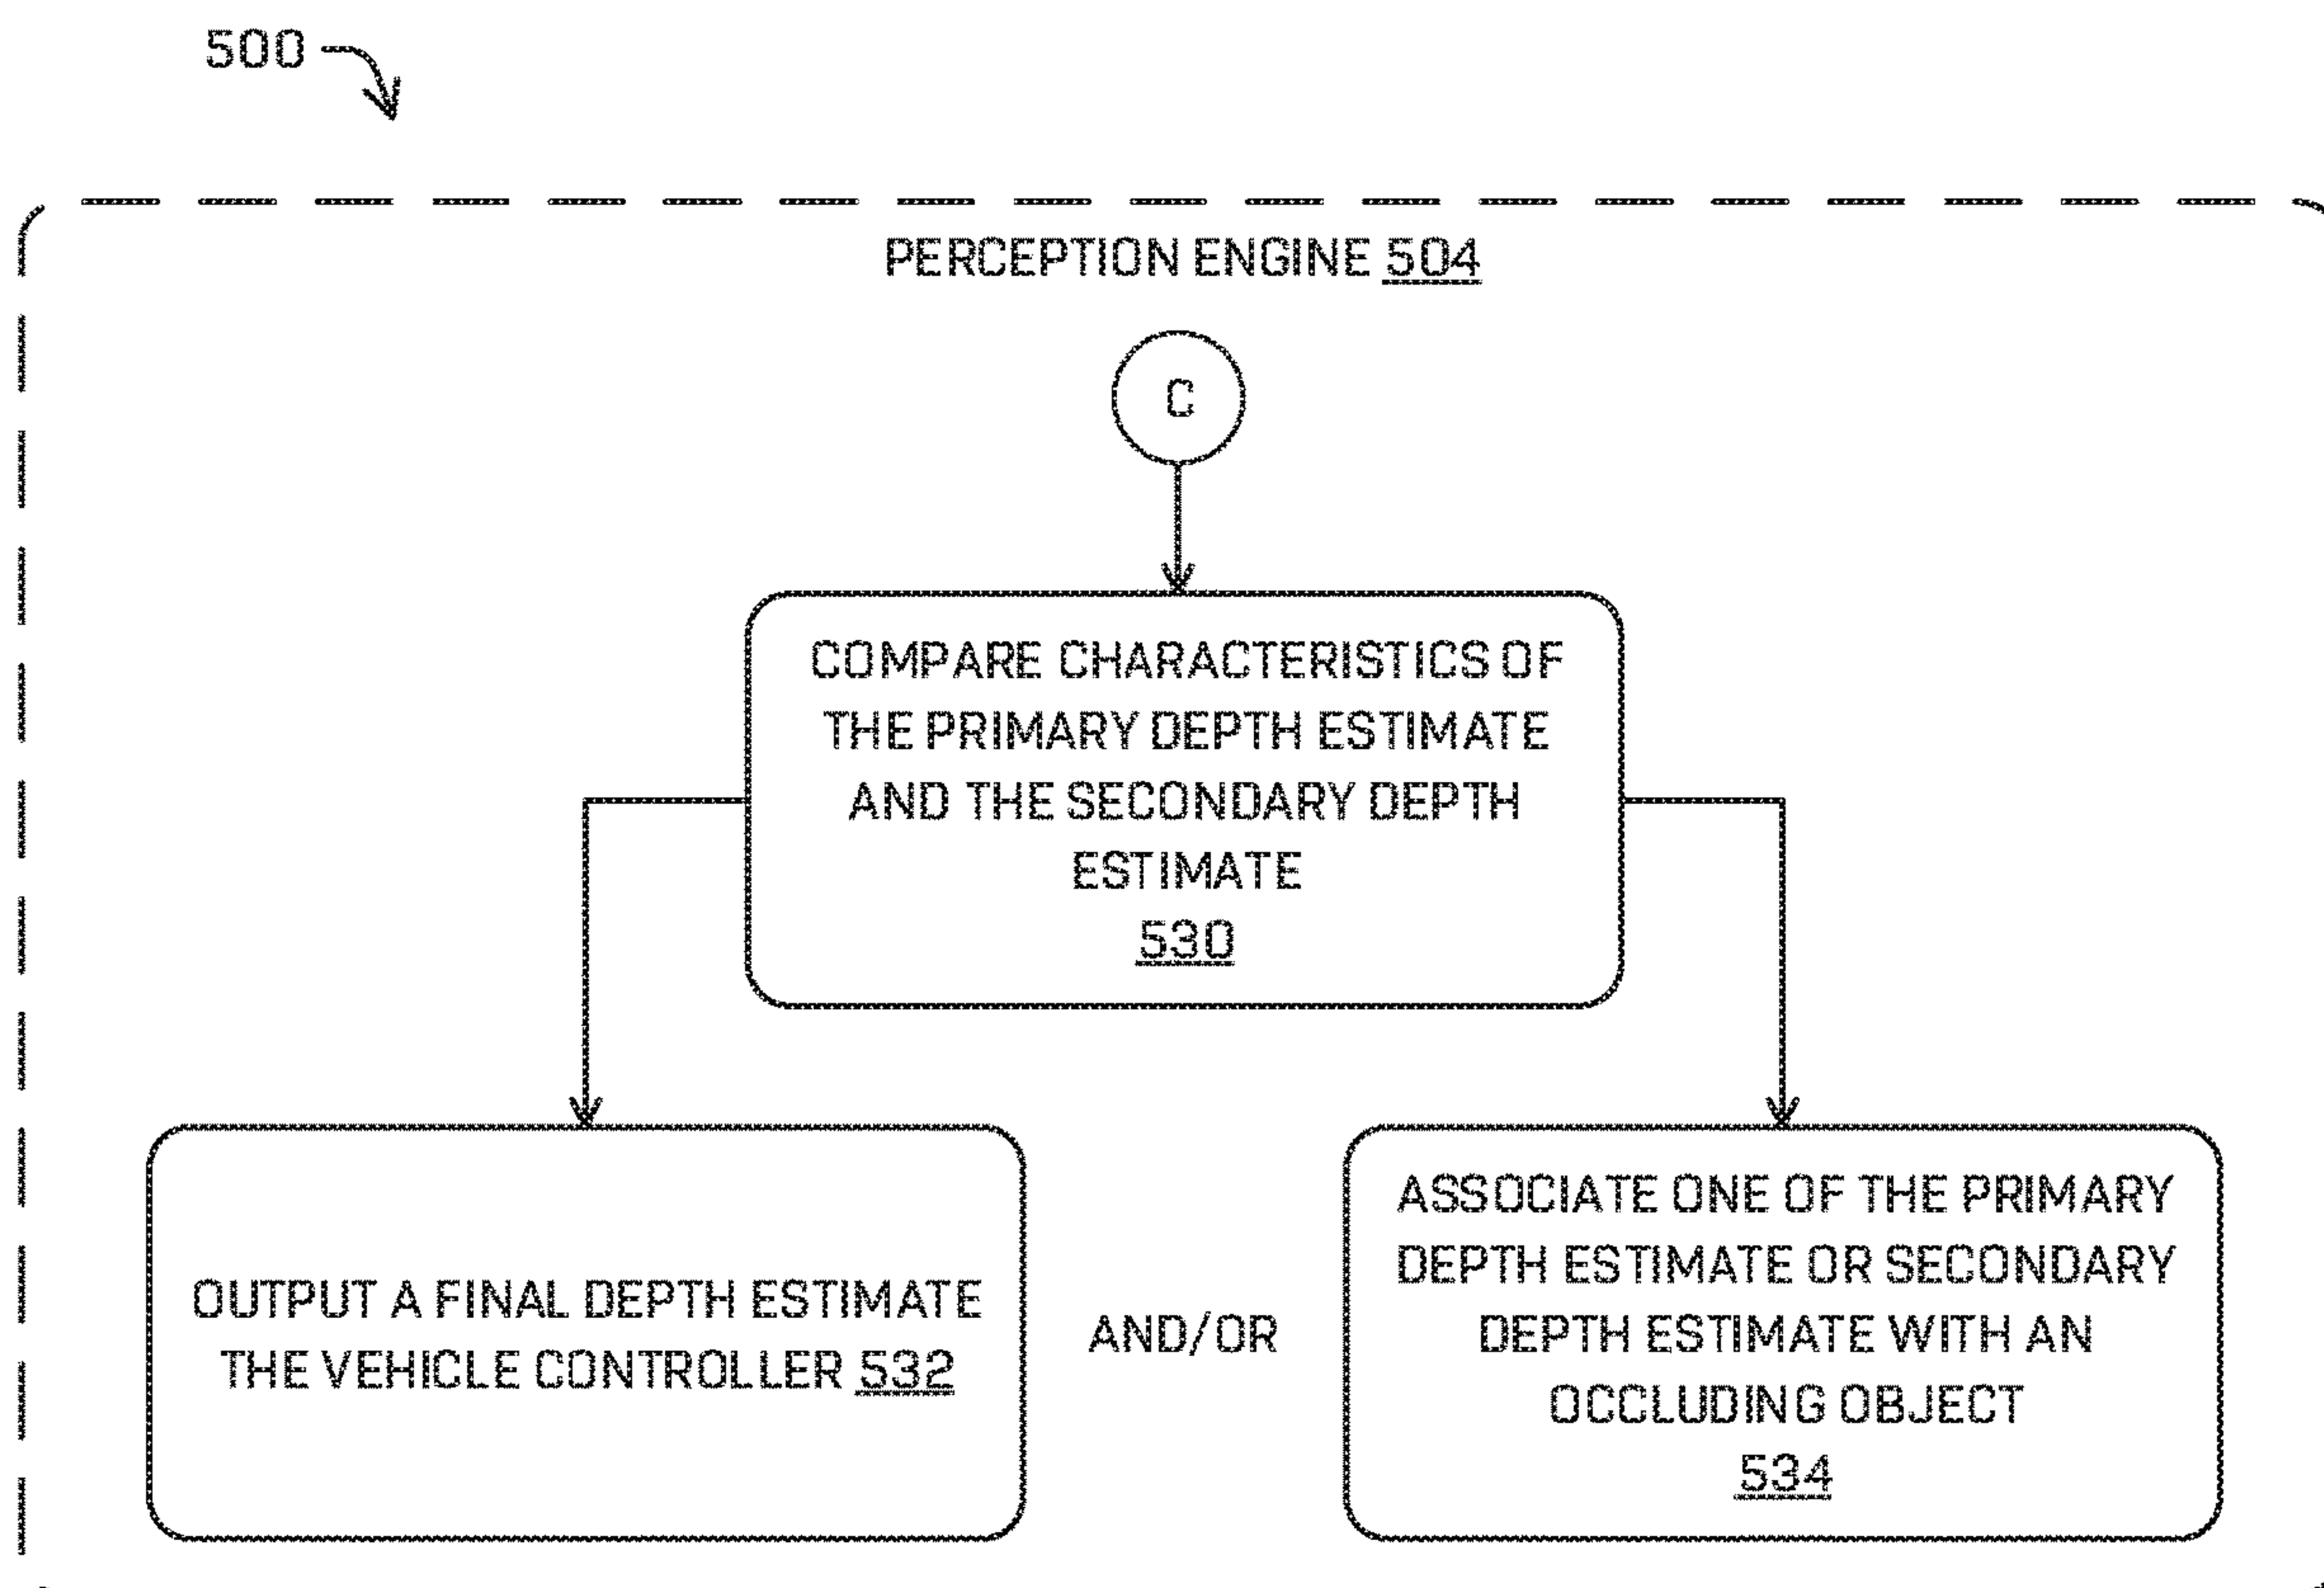 500
PERCEPTION ENGINE 504
C
COMPARE CHARACTERISTICS OF
THE PRIMARY DEPTH ESTIMATE
AND THE SECONDARY DEPTH
ESTIMATE
530
OUTPUT A FINAL DEPTH ESTIMATE
THE VEHICLE CONTROLLER 532
AND/OR
ASSOCIATE ONE OF THE PRIMARY
DEPTH ESTIMATE OR SECONDARY
DEPTH ESTIMATE WITH AN
OCCLUDING OBJECT
534